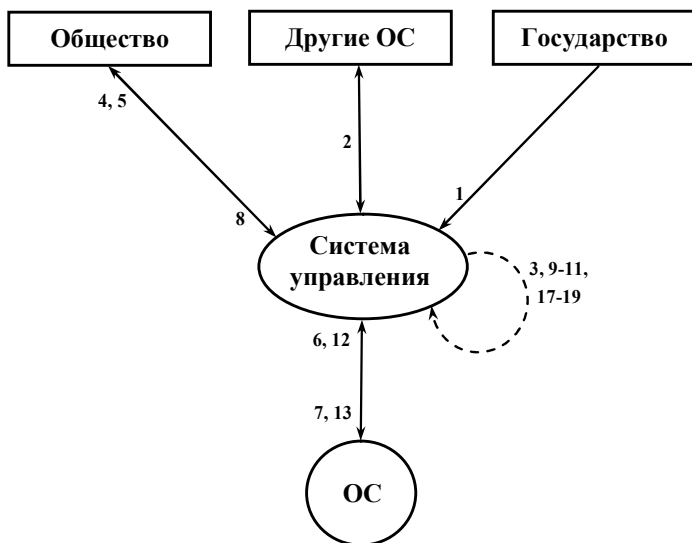 Общество
Другие ОС
Государство
4, 5
2
1
8
Система
управления
3, 9-11,
17-19
6, 12
7, 13
ОС